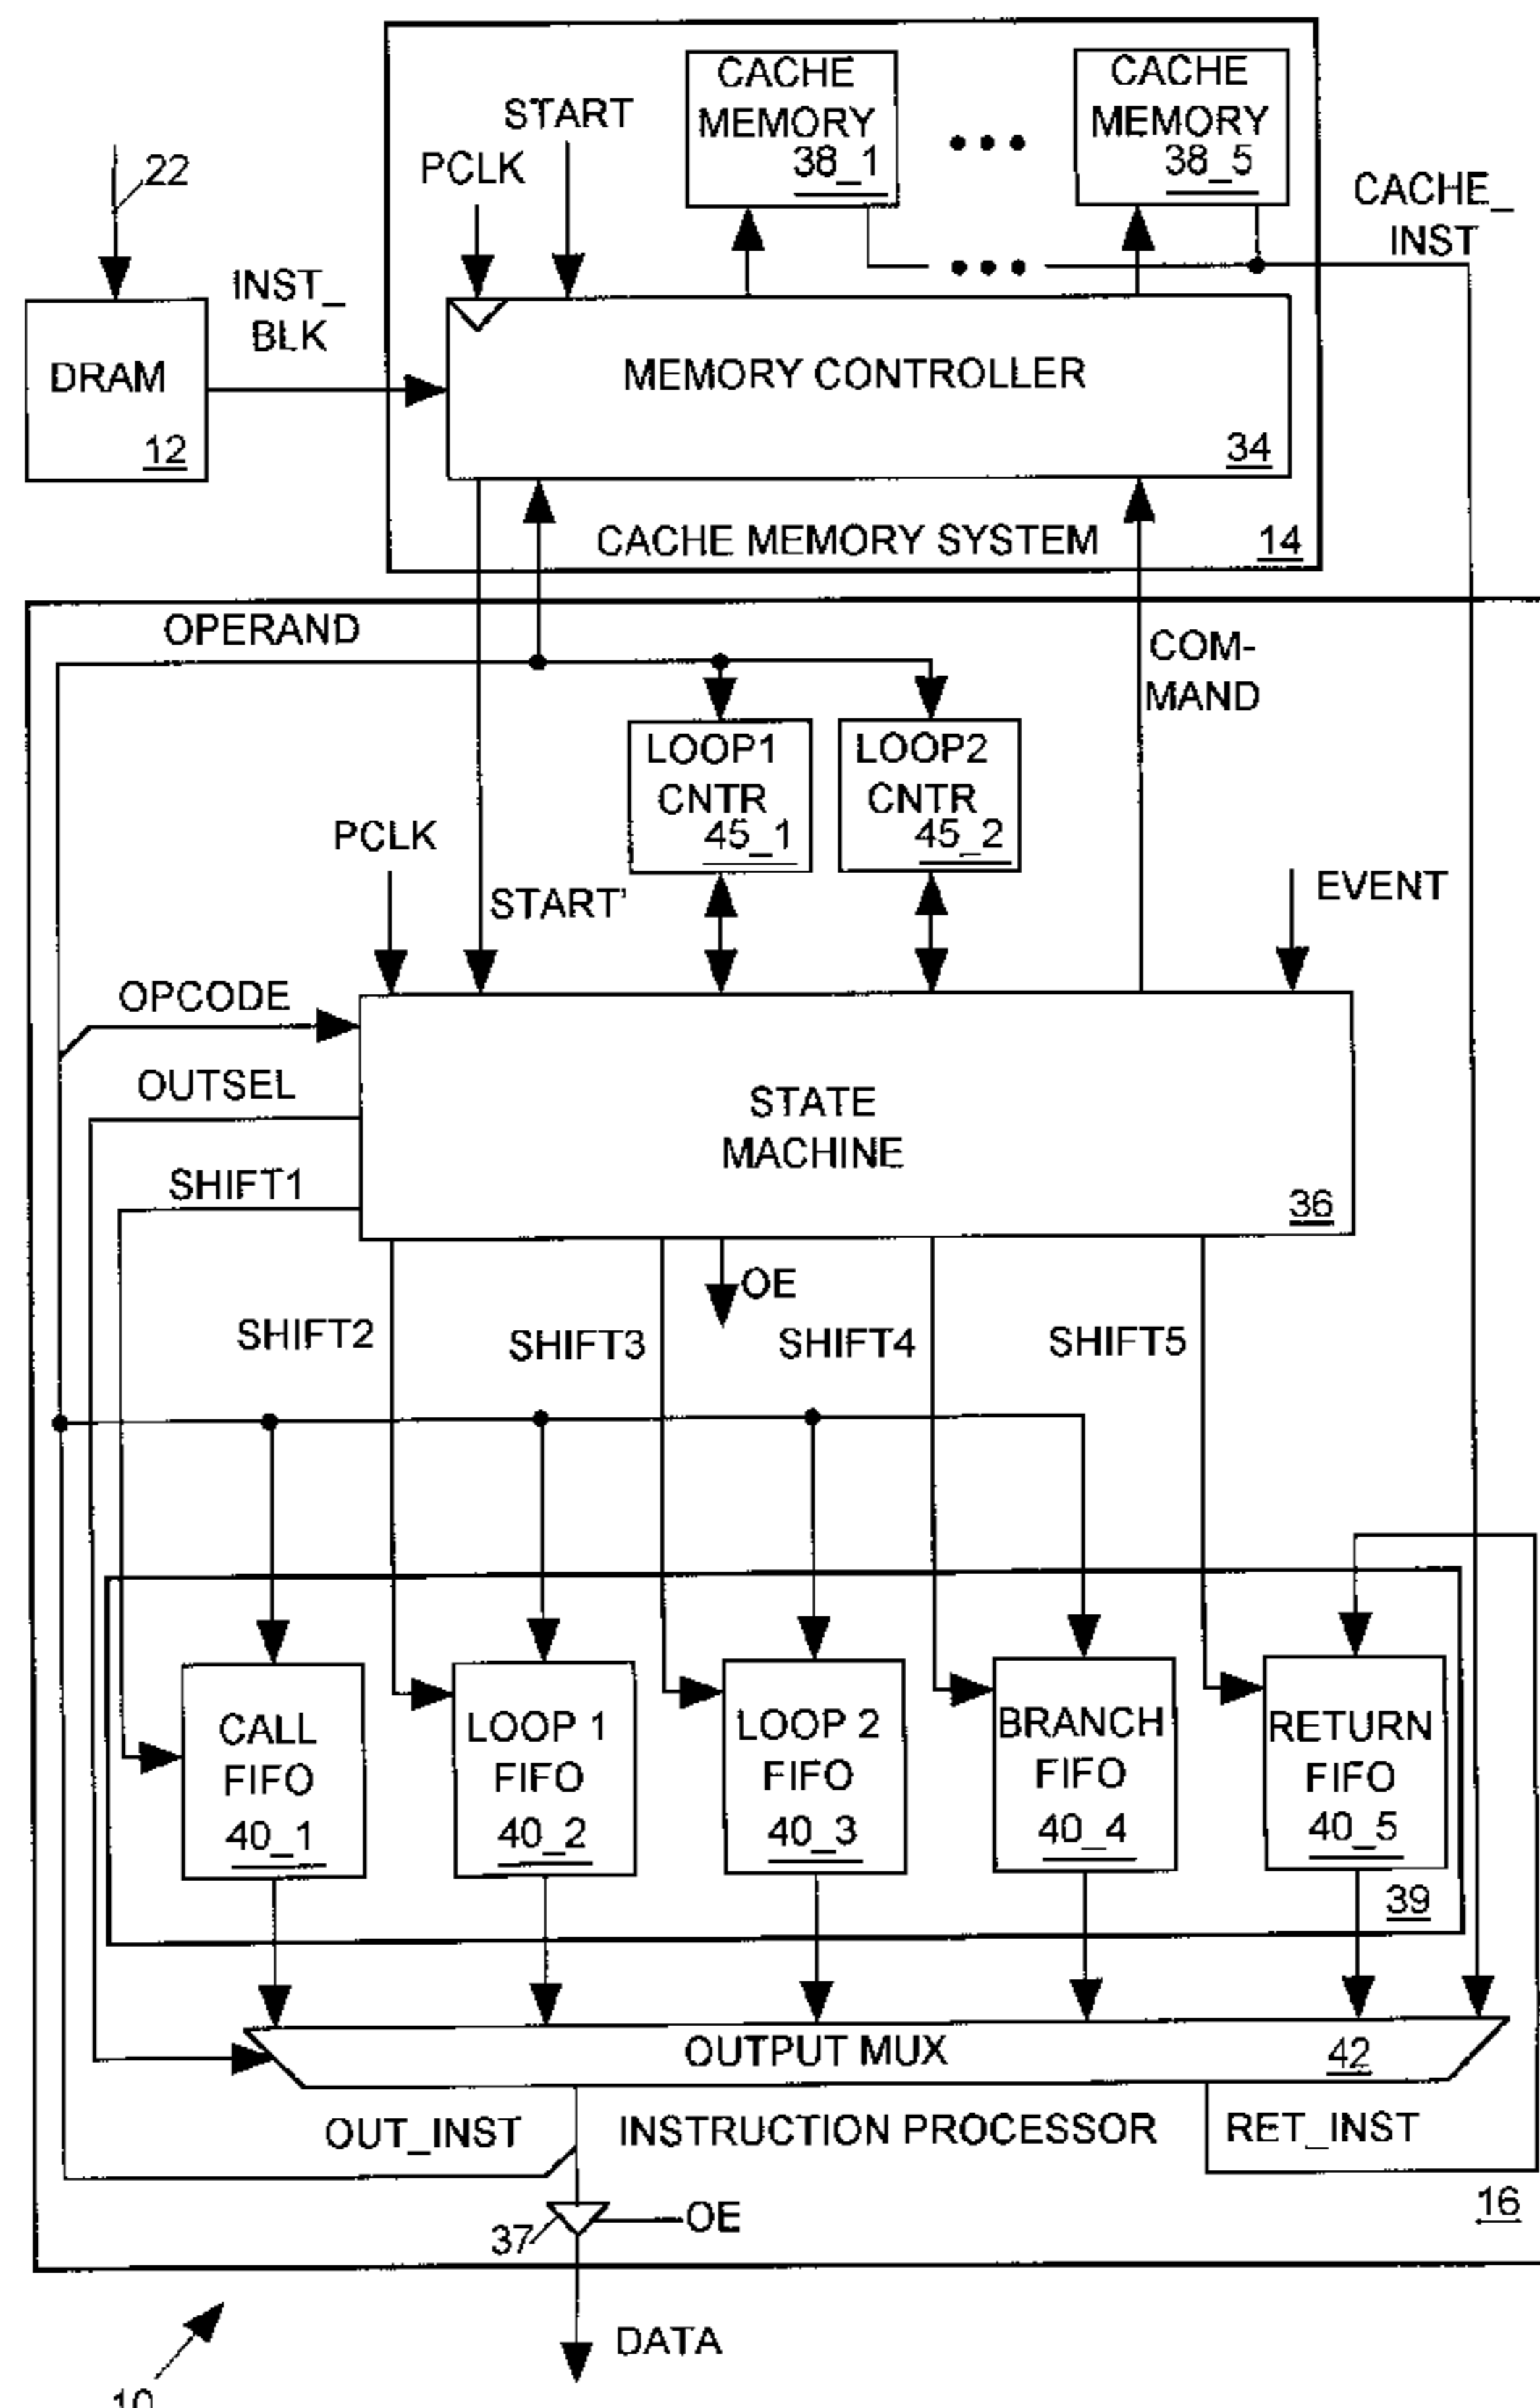 CACHE
MEMORY
38_1
CACHE
MEMORY
38_5
START
PCLK
22
CACHE_
INST
INST_
BLK
DRAM
12
MEMORY CONTROLLER
34
CACHE MEMORY SYSTEM
14
OPERAND
COM-
MAND
LOOP1
CNTR
45_1
LOOP2
CNTR
45_2
PCLK
START'
EVENT
OPCODE
OUTSEL
STATE
MACHINE
SHIFT1
36
OE
SHIFT2
SHIFT3
SHIFT4
SHIFT5
CALL
FIFO
40_1
LOOP 1
FIFO
40_2
LOOP 2
FIFO
40_3
BRANCH
FIFO
40_4
RETURN
FIFO
40_5
39
OUTPUT MUX
42
OUT_INST
INSTRUCTION PROCESSOR
RET_INST
16
37
OE
DATA
10